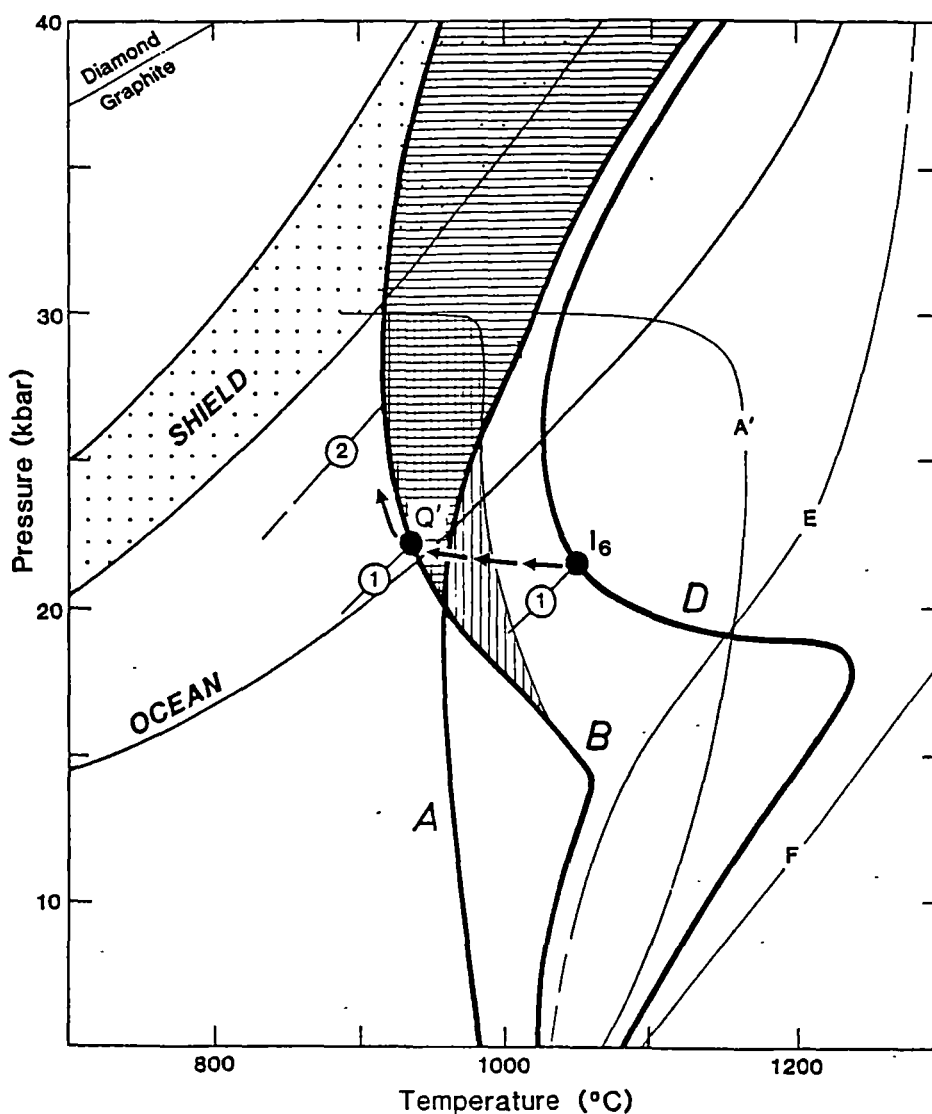 40
Diamond
Graphite
30
A'
SHIELD
2
E
Pressure (kbar)
Q'
I6
1
1
D
20
OCEAN
B
A
F
10
800
1000
1200
Temperature (°C)